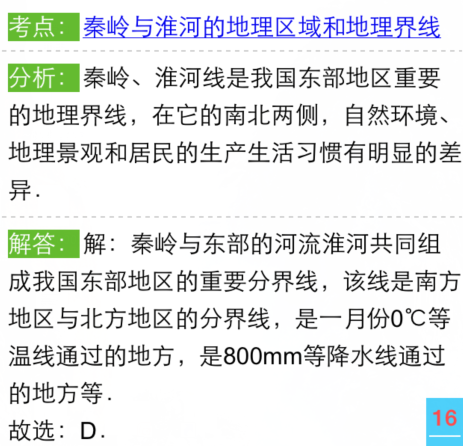 考点：秦岭与淮河的地理区域和地理界线
分析：秦岭、淮河线是我国东部地区重要
的地理界线，在它的南北两侧，自然环境、
地理景观和居民的生产生活习惯有明显的差
异．
解答：解：秦岭与东部的河流淮河共同组
成我国东部地区的重要分界线，该线是南方
地区与北方地区的分界线，是一月份0℃等
温线通过的地方，是800mm等降水线通过
的地方等．
故选：D．
16